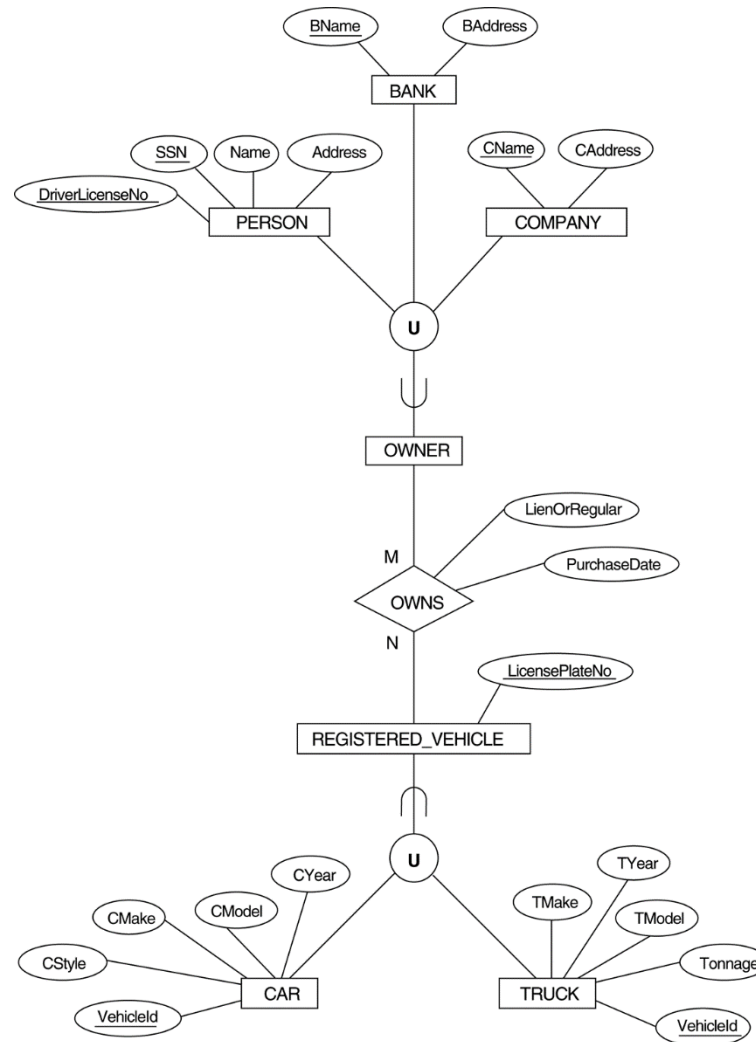 BName
BAddress
BANK
SSN
Name
Address
CName
CAddress
DriverLicenseNo
PERSON
COMPANY
U
OWNER
LienOrRegular
M
PurchaseDate
OWNS
N
LicensePlateNo
REGISTERED_VEHICLE
U
CYear
TYear
CModel
TMake
CMake
TModel
CStyle
Tonnage
CAR
TRUCK
VehicleId
VehicleId